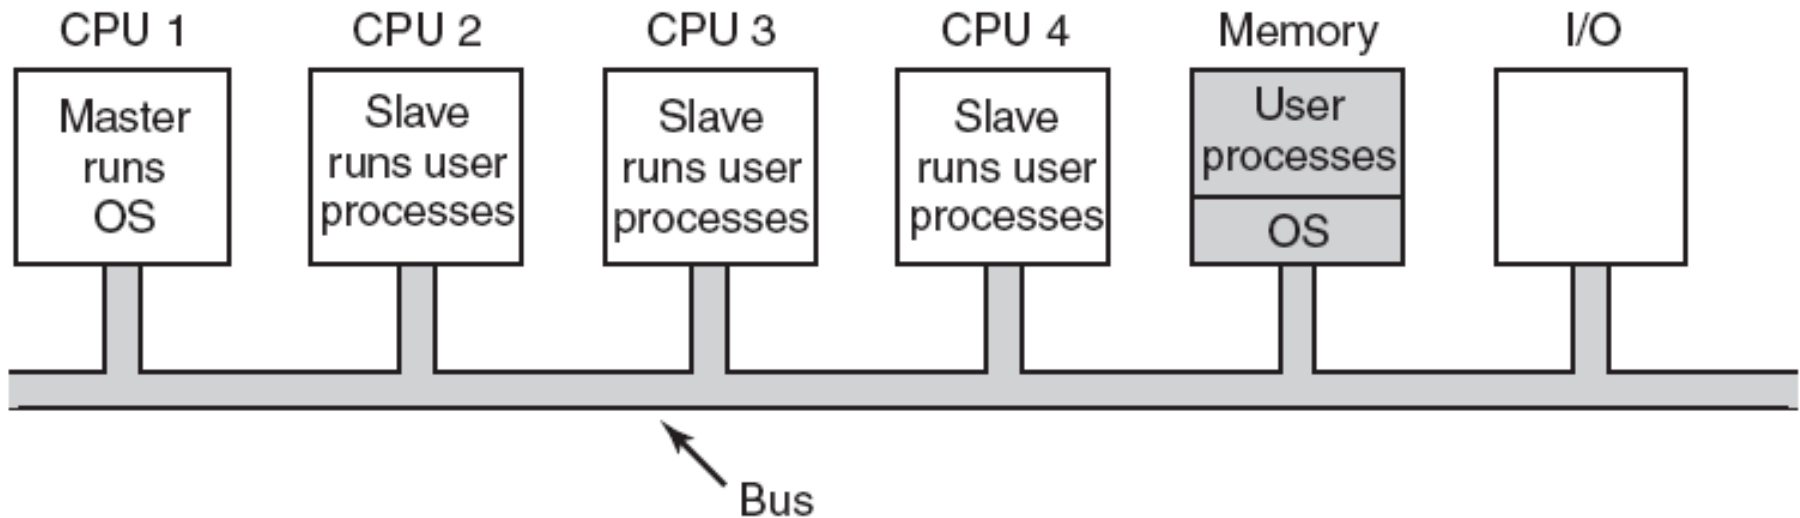 CPU 1
CPU 2
CPU 3
CPU 4
Memory
I/O
Master
runs
OS
Slave
runs user
processes
Slave
runs user
processes
Slave
runs user
processes
User
processes
OS
Bus